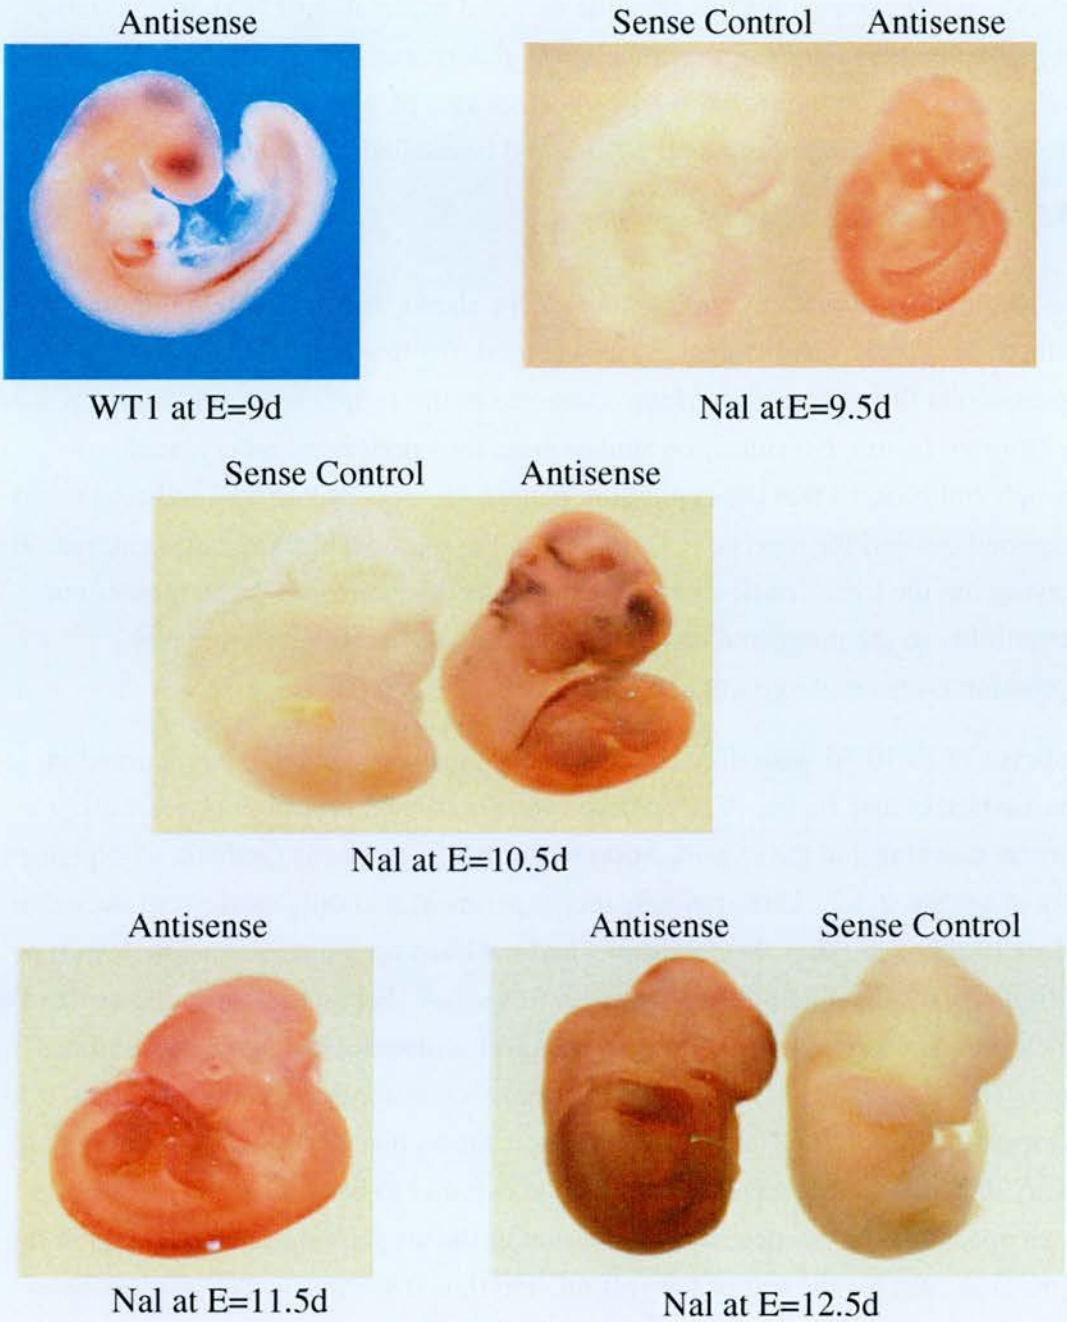 Antisense
Sense Control Antisense
WT1 at E=9d
Nal atE=9.5d
Sense Control Antisense
Nal at E=10.5d
Antisense
Antisense Sense Control
Nal at E=11.5d
Nal at E=12.5d